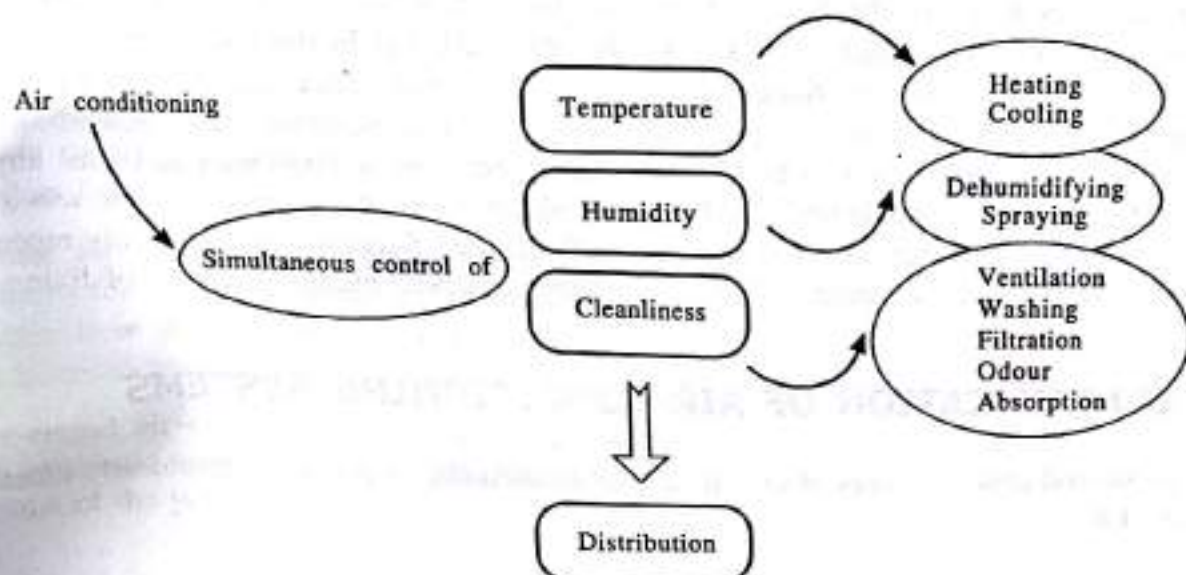 Air conditioning
Simultaneous control of
Temperature
Humidity
Cleanliness
Distribution
Heating
Cooling
Dehumidifying
Spraying
Ventilation
Washing
Filtration
Odour
Absorption